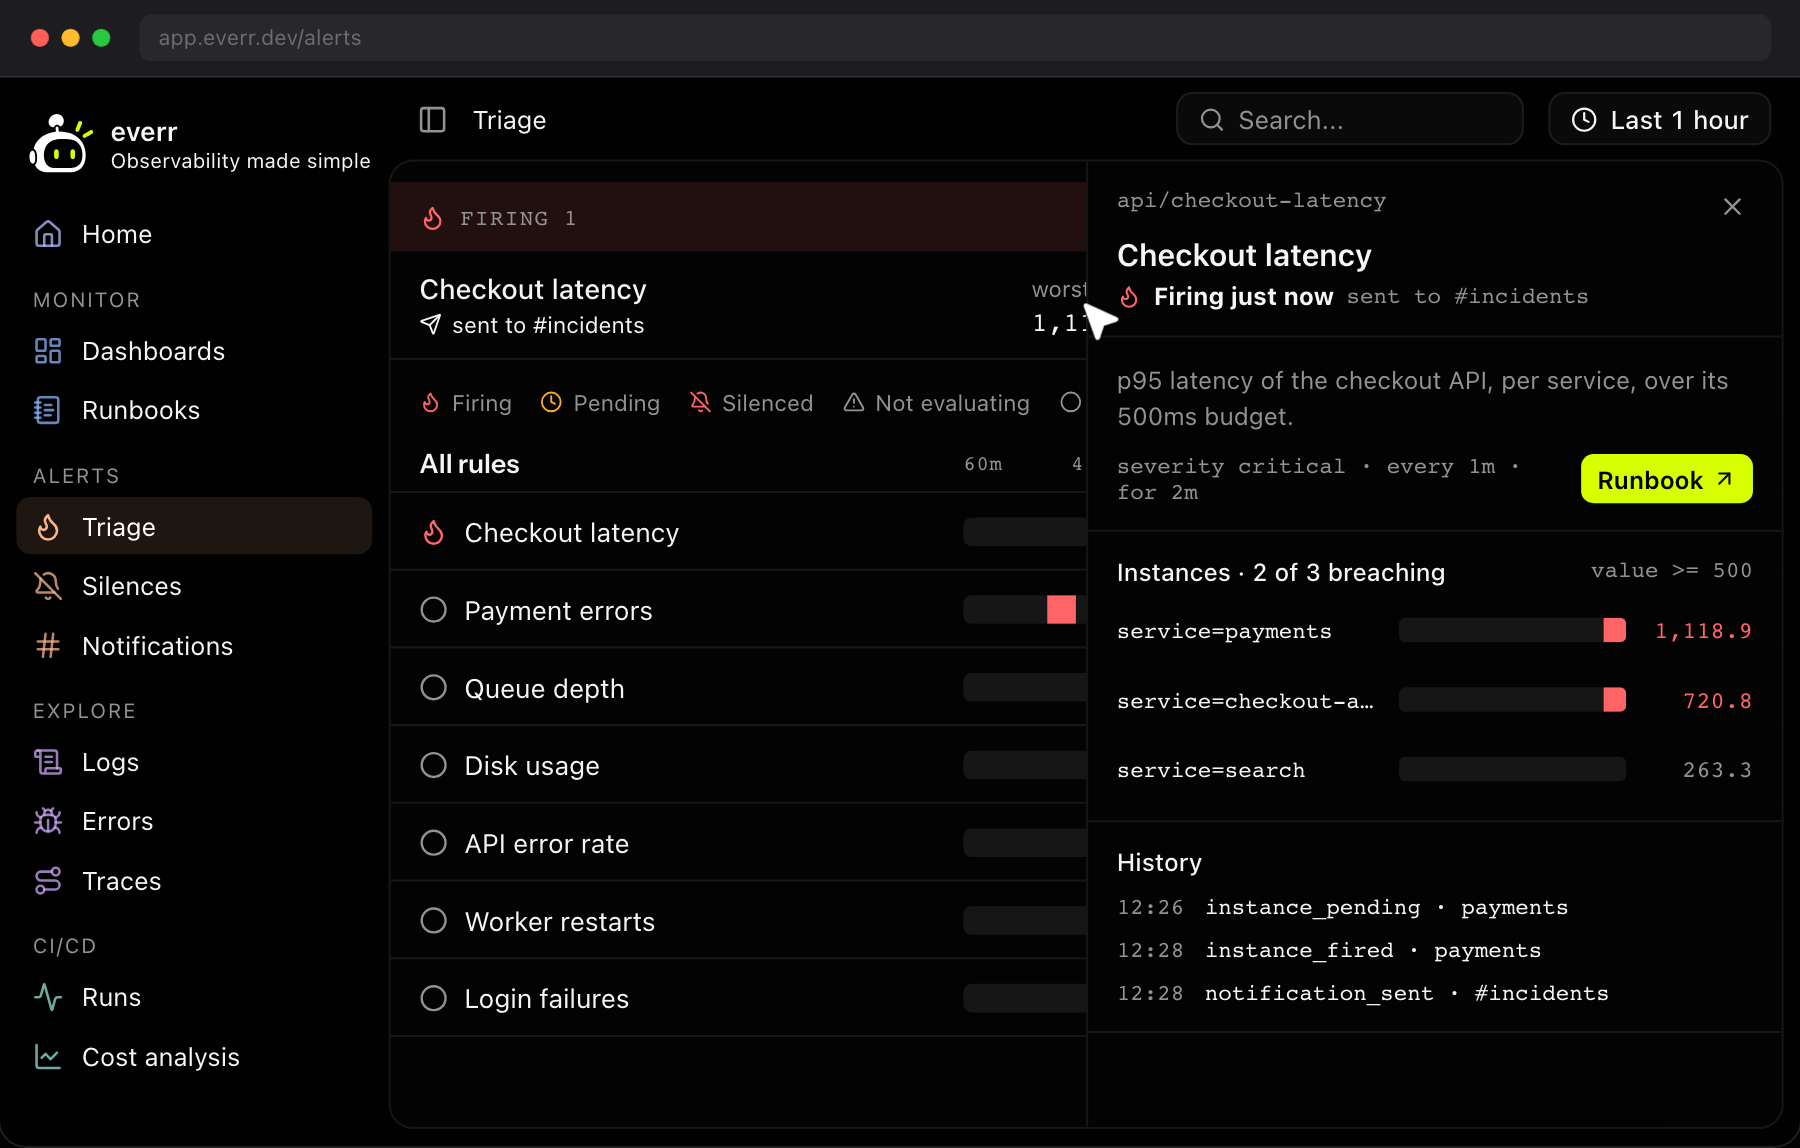 app.everr.dev/alerts
everr
Observability made simple
Home
MONITOR
Dashboards
Runbooks
ALERTS
Triage
Silences
Notifications
EXPLORE
Logs
Errors
Traces
CI/CD
Runs
Cost analysis
Triage
Search...
Last 1 hour
FIRING 1
Checkout latency
worst
sent to #incidents
1,11
Firing
Pending
Silenced
Not evaluating
All rules
60m
4
Checkout latency
Payment errors
Queue depth
Disk usage
API error rate
Worker restarts
Login failures
api/checkout-latency
Checkout latency
Firing just now sent to #incidents
p95 latency of the checkout API, per service, over its
500ms budget.
severity critical · every 1m ·
for 2m
Runbook
Instances · 2 of 3 breaching
value >= 500
service=payments
1,118.9
service=checkout-a…
720.8
service=search
263.3
History
12:26 instance_pending · payments
12:28 instance_fired · payments
12:28 notification_sent · #incidents